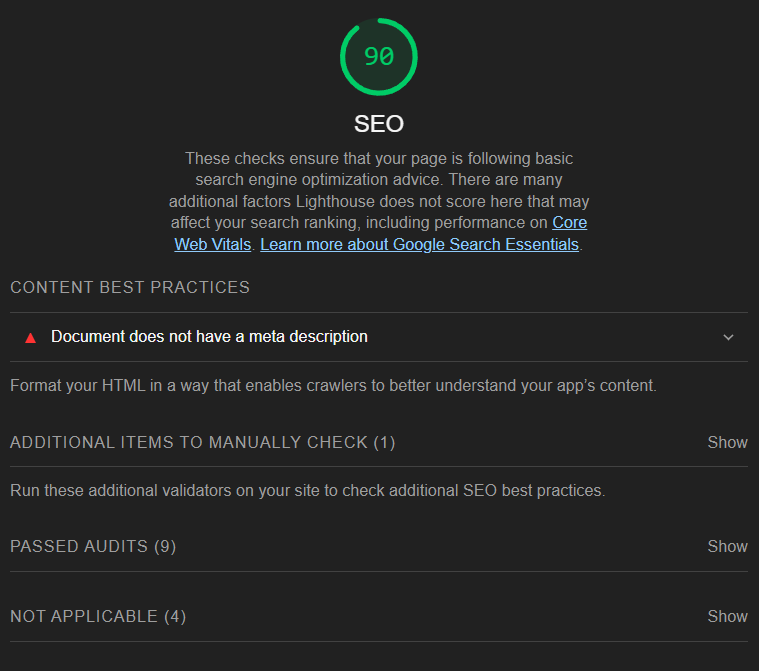 90
SEO
These checks ensure that your page is following basic
search engine optimization advice. There are many
additional factors Lighthouse does not score here that may
affect your search ranking, including performance on Core
Web Vitals. Learn more about Google Search Essentials.
CONTENT BEST PRACTICES
Document does not have a meta description
Format your HTML in a way that enables crawlers to better understand your app’s content.
ADDITIONAL ITEMS TO MANUALLY CHECK (1) Show
Run these additional validators on your site to check additional SEO best practices.
PASSED AUDITS (9) Show
NOT APPLICABLE (4) Show